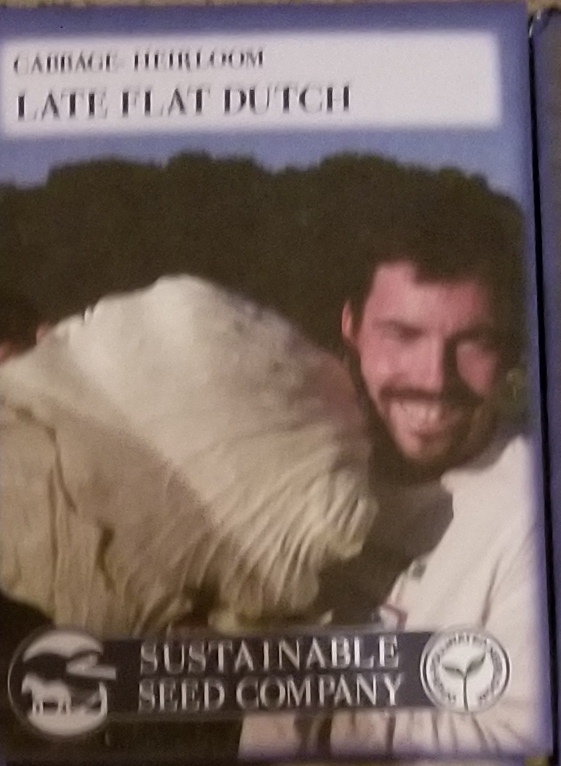 CABBAGE- HEIRLOOM
LATE FLAT DUTCH
SUSTAINABLE
SEED COMPANY